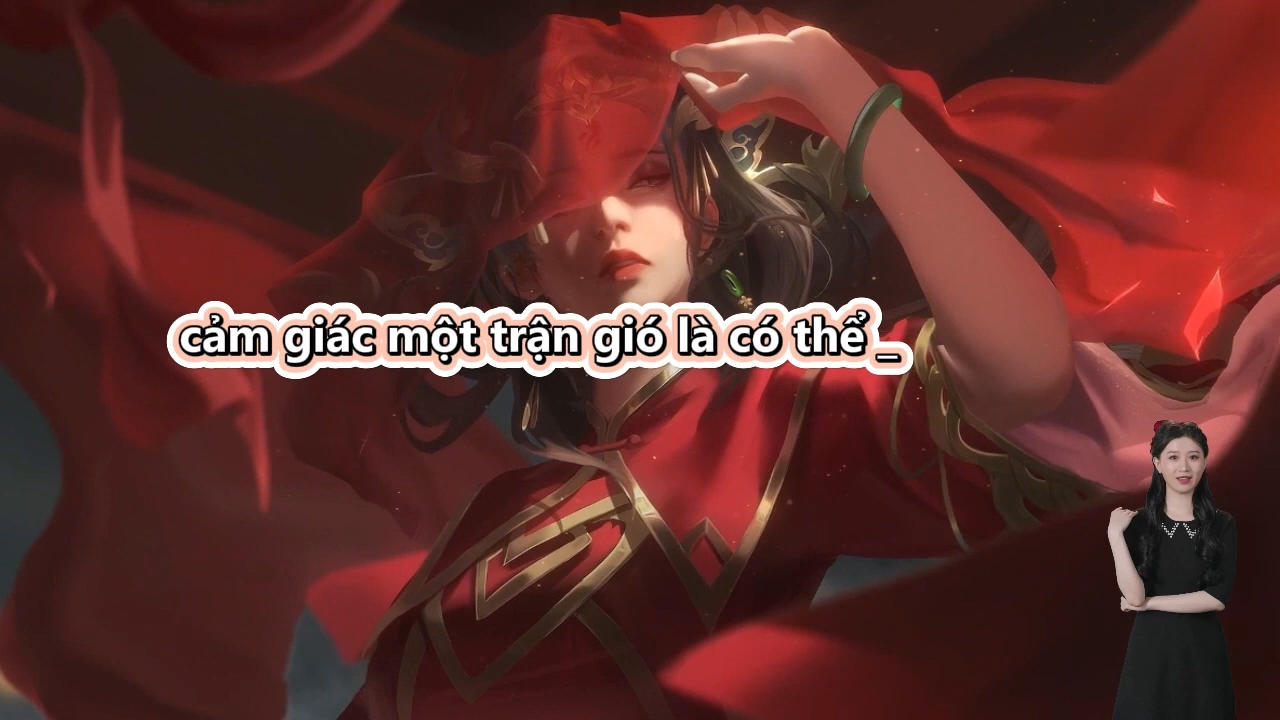 cảm giác một trận gió là có thể _